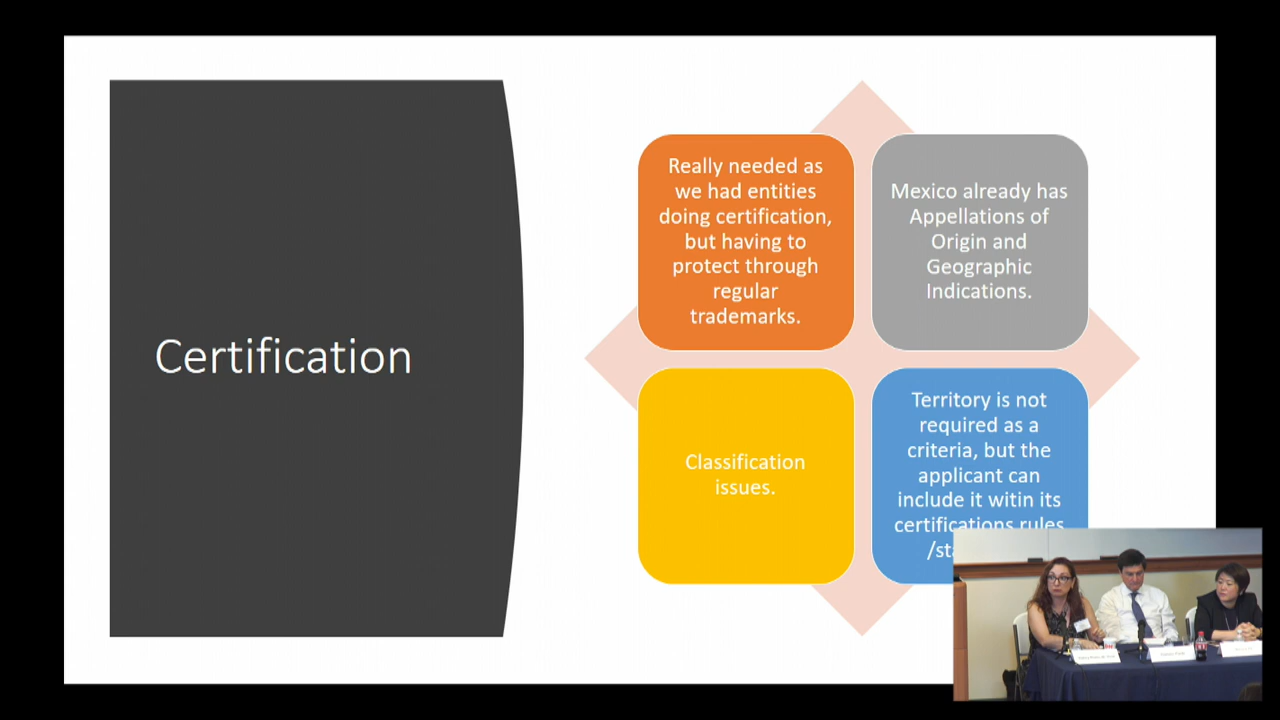 Certification
Really needed as
we had entities
doing certification,
but having to
protect through
regular
trademarks.
Mexico already has
Appellations of
Origin and
Geographic
Indications.
Classification
issues.
Territory is not
required as a
criteria, but the
applicant can
include it witin its
certifications rules